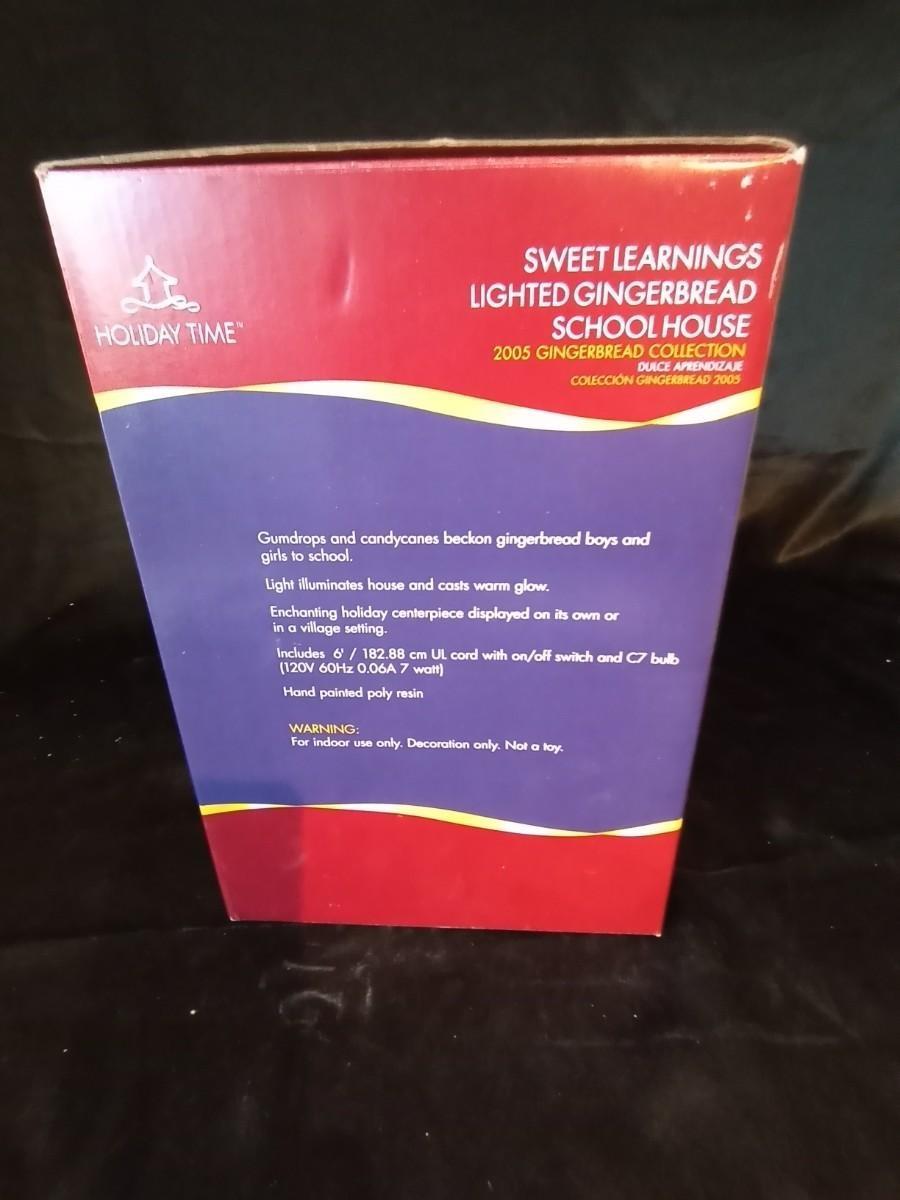 HOLIDAY TIME™
SWEET LEARNINGS
LIGHTED GINGERBREAD
SCHOOL HOUSE
2005 GINGERBREAD COLLECTION
DULCE APRENDIZAJE
COLECCIÓN GINGERBREAD 2005
Gumdrops and candycanes beckon gingerbread boys and
girls to school.
Light illuminates house and casts warm glow.
Enchanting holiday centerpiece displayed on its own or
in a village setting.
Includes 6' / 182.88 cm UL cord with on/off switch and C7 bulb
(120V 60Hz 0.06A 7 watt)
Hand painted poly resin
WARNING:
For indoor use only. Decoration only. Not a toy.